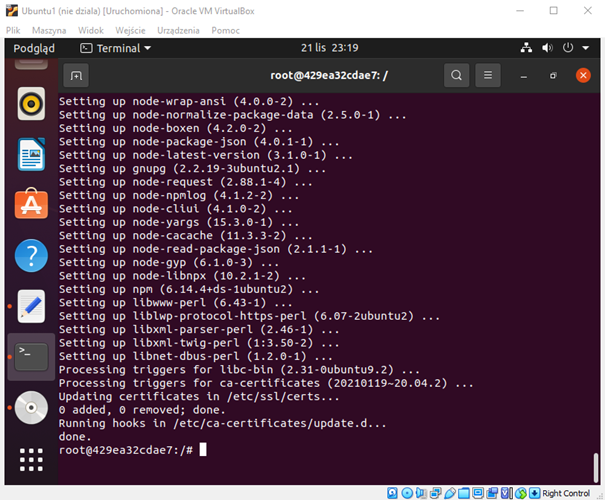 Ubuntu1 (nie dziala) [Uruchomiona] - Oracle VM VirtualBox
Plik Maszyna Widok Wejście Urządzenia Pomoc
Podgląd Terminal 21 lis 23:19
root@429ea32cdae7: /
Setting up node-wrap-ansi (4.0.0-2) ...
Setting up node-normalize-package-data (2.5.0-1) ...
Setting up node-boxen (4.2.0-2) ...
Setting up node-package-json (4.0.1-1) ...
Setting up node-latest-version (3.1.0-1) ...
Setting up gnupg (2.2.19-3ubuntu2.1) ...
Setting up node-request (2.88.1-4) ...
Setting up node-npmlog (4.1.2-2) ...
Setting up node-cliui (4.1.0-2) ...
Setting up node-yargs (15.3.0-1) ...
Setting up node-cacache (11.3.3-2) ...
Setting up node-read-package-json (2.1.1-1) ...
Setting up node-gyp (6.1.0-3) ...
Setting up node-libnpx (10.2.1-2) ...
Setting up npm (6.14.4+ds-1ubuntu2) ...
Setting up libwww-perl (6.43-1) ...
Setting up liblwp-protocol-https-perl (6.07-2ubuntu2) ...
Setting up libxml-parser-perl (2.46-1) ...
Setting up libxml-twig-perl (1:3.50-2) ...
Setting up libnet-dbus-perl (1.2.0-1) ...
Processing triggers for libc-bin (2.31-0ubuntu9.2) ...
Processing triggers for ca-certificates (20210119~20.04.2) ...
Updating certificates in /etc/ssl/certs...
0 added, 0 removed; done.
Running hooks in /etc/ca-certificates/update.d...
done.
root@429ea32cdae7:/#
Right Control